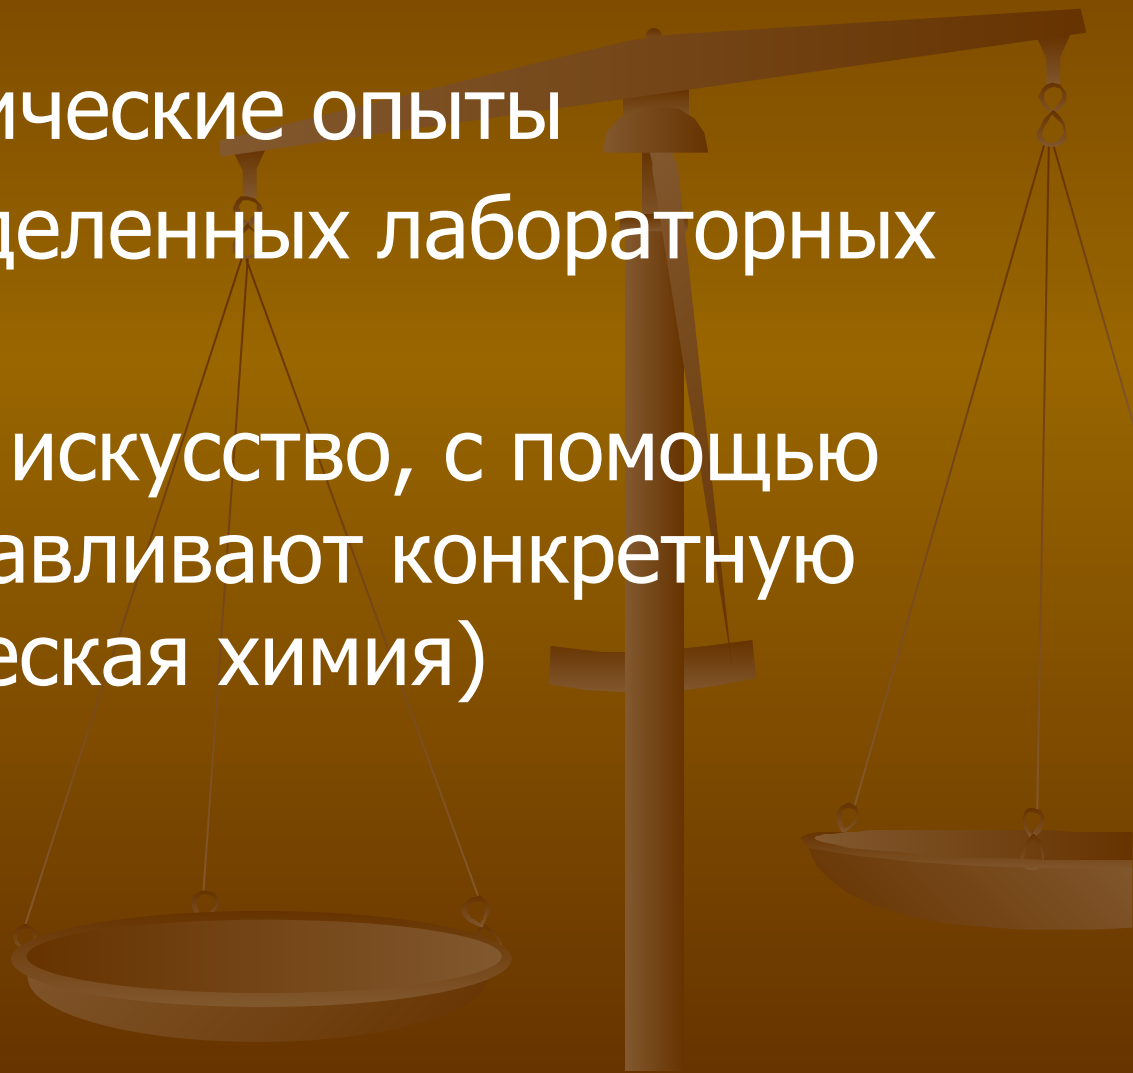 ические опыты
деленных лабораторных
искусство, с помощью
авливают конкретную
еская химия)